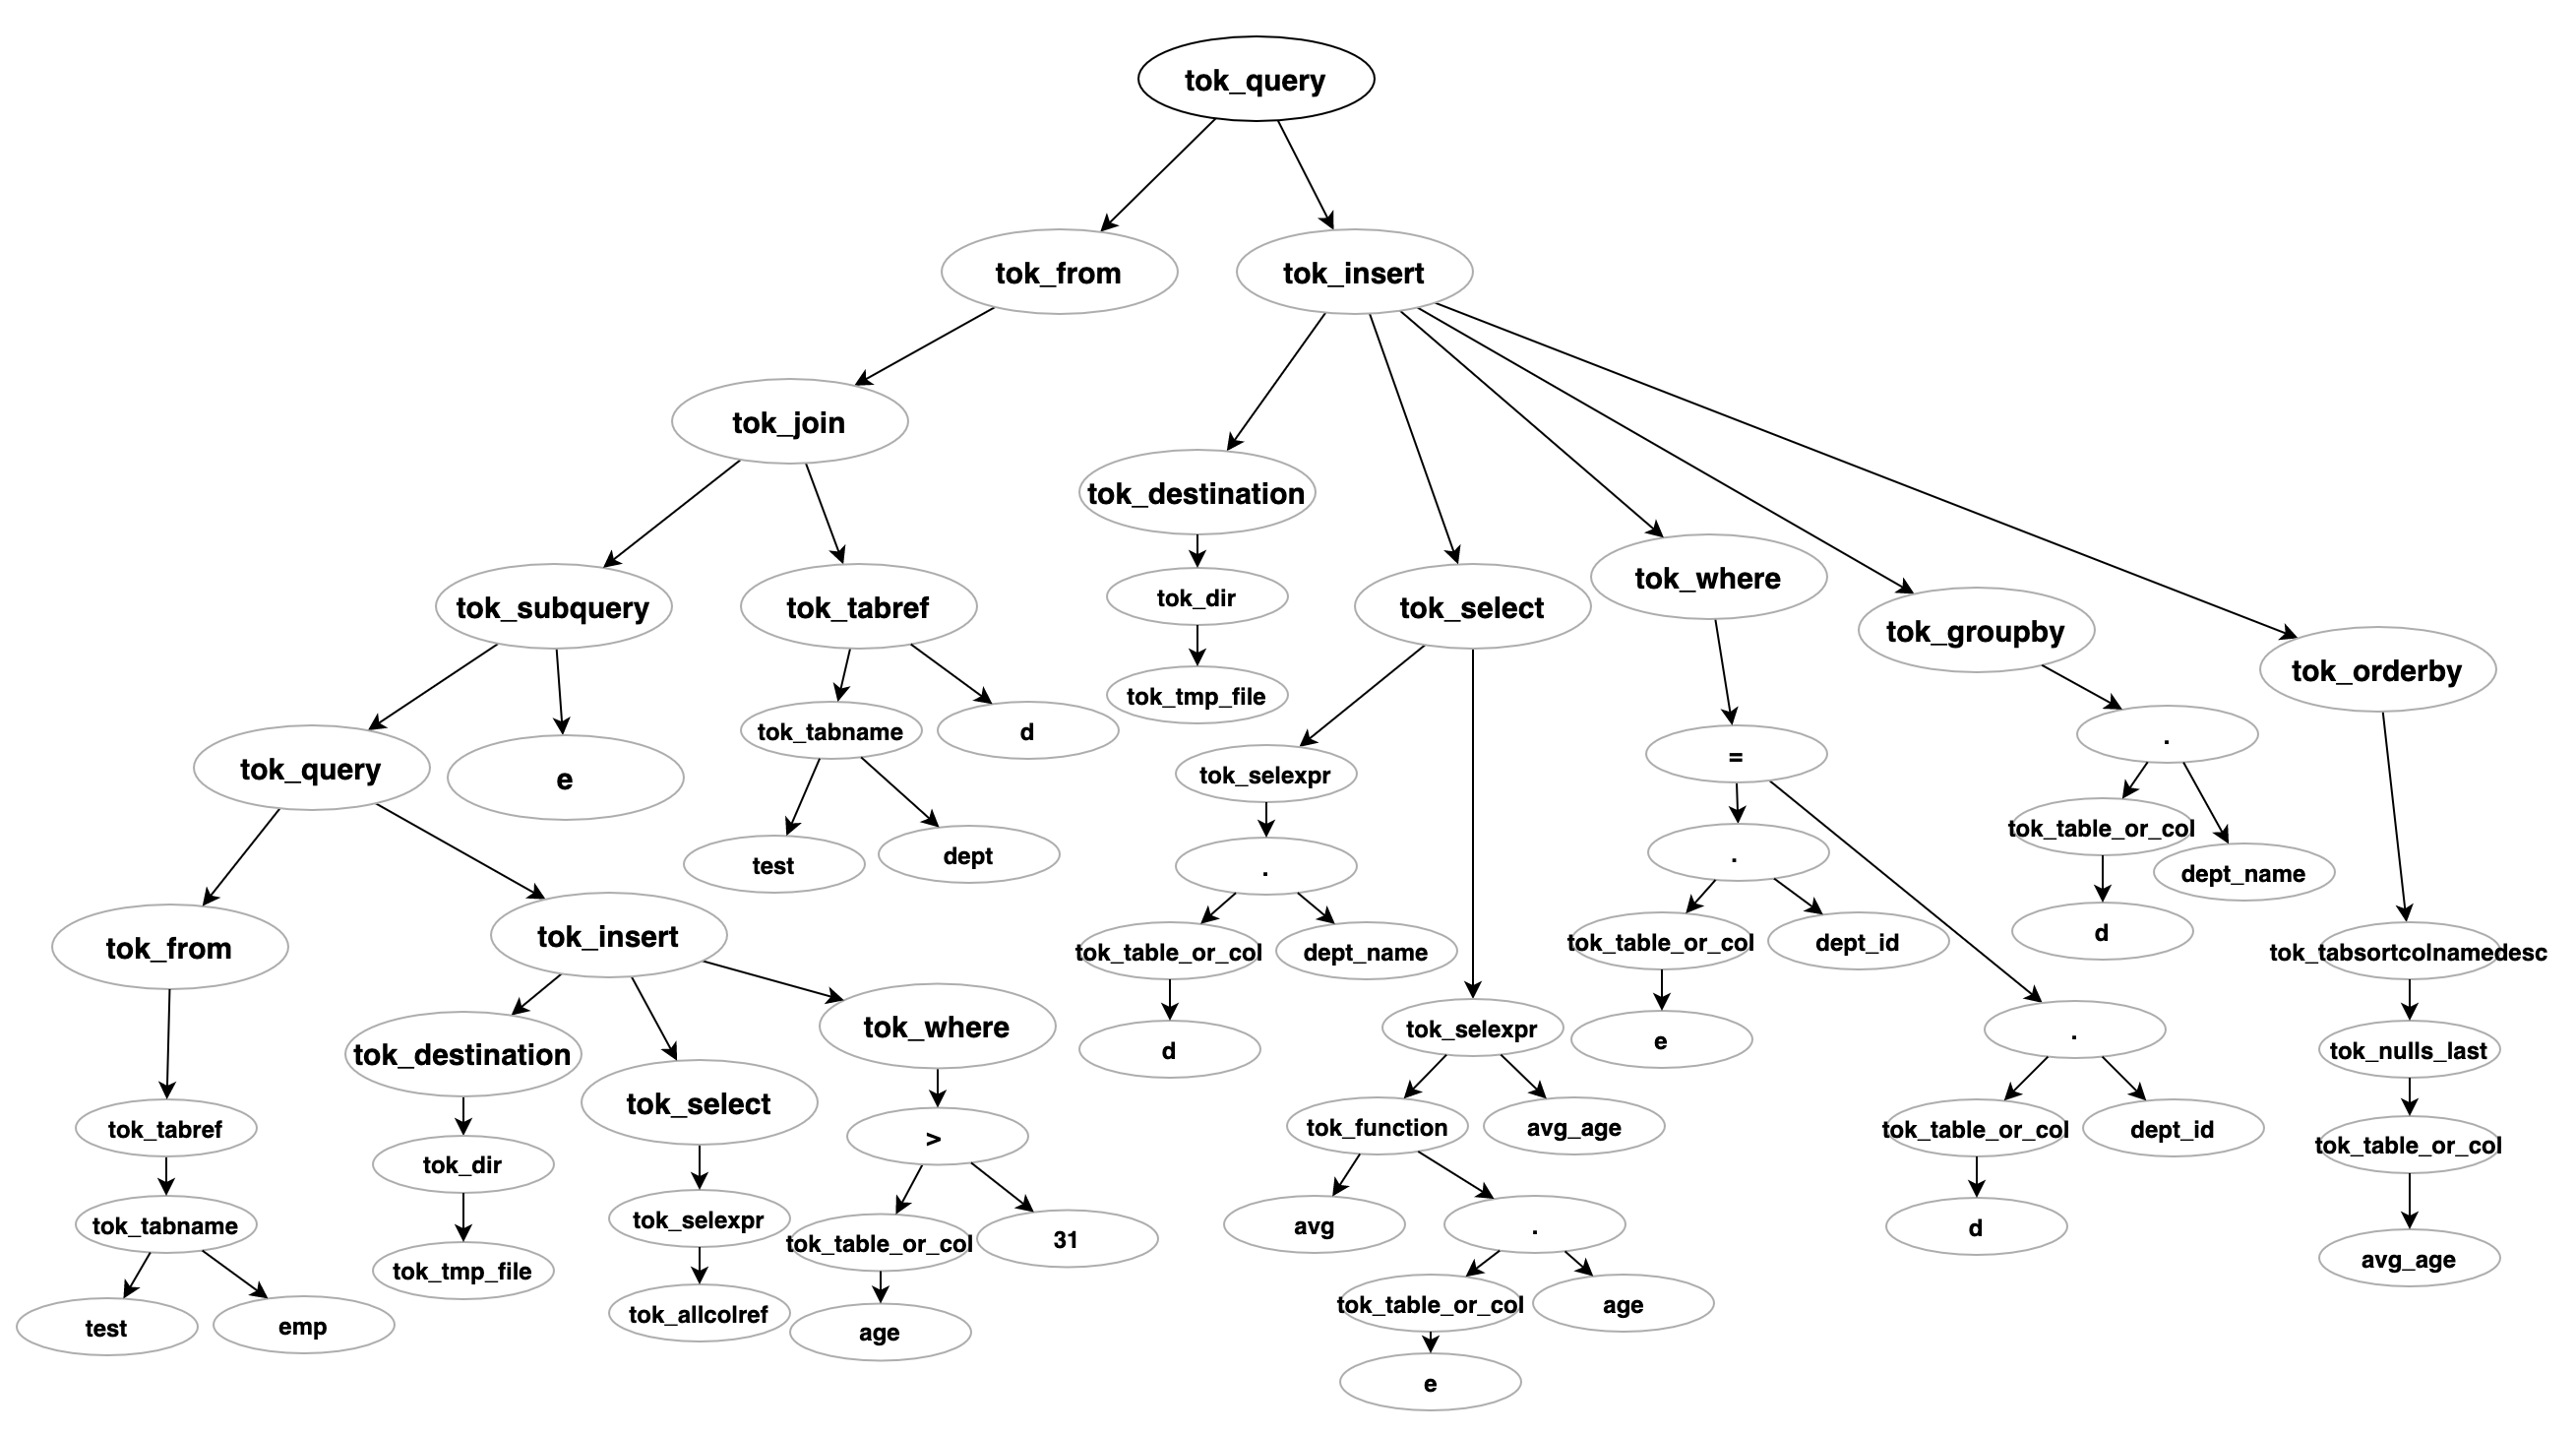 tok_query
tok_from
tok_insert
tok_join
tok_destination
tok_where
tok_subquery
tok_tabref
tok_dir
tok_select
tok_groupby
tok_orderby
tok_tmp_file
tok_tabname
d
.
tok_query
e
tok_selexpr
=
tok_table_or_col
dept_name
test
dept
.
.
d
tok_from
tok_insert
tok_table_or_col
dept_name
tok_table_or_col
dept_id
tok_tabsortcolnamedesc
tok_destination
tok_where
d
tok_selexpr
e
.
tok_nulls_last
tok_select
tok_tabref
tok_dir
>
tok_function
avg_age
tok_table_or_col
dept_id
tok_table_or_col
tok_tabname
tok_selexpr
tok_table_or_col
31
avg
.
d
avg_age
test
emp
tok_tmp_file
tok_allcolref
age
tok_table_or_col
age
e